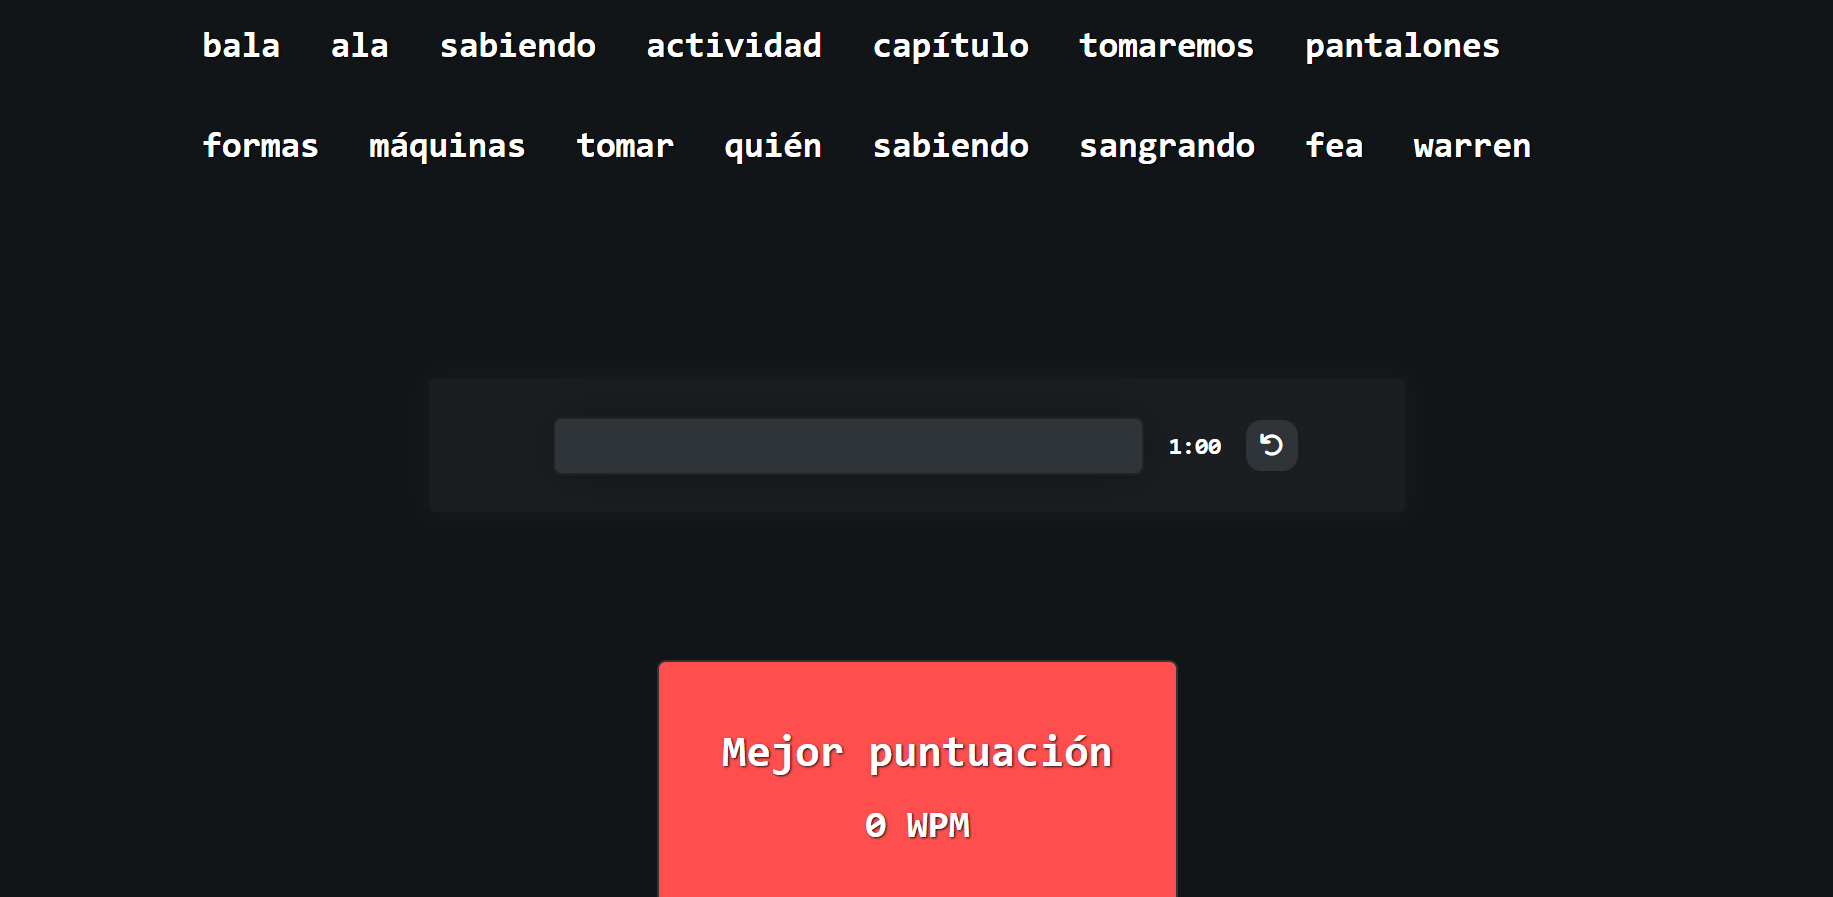 bala ala sabiendo actividad capítulo tomaremos pantalones
formas máquinas tomar quién sabiendo sangrando fea warren
1:00
Mejor puntuación
0 WPM